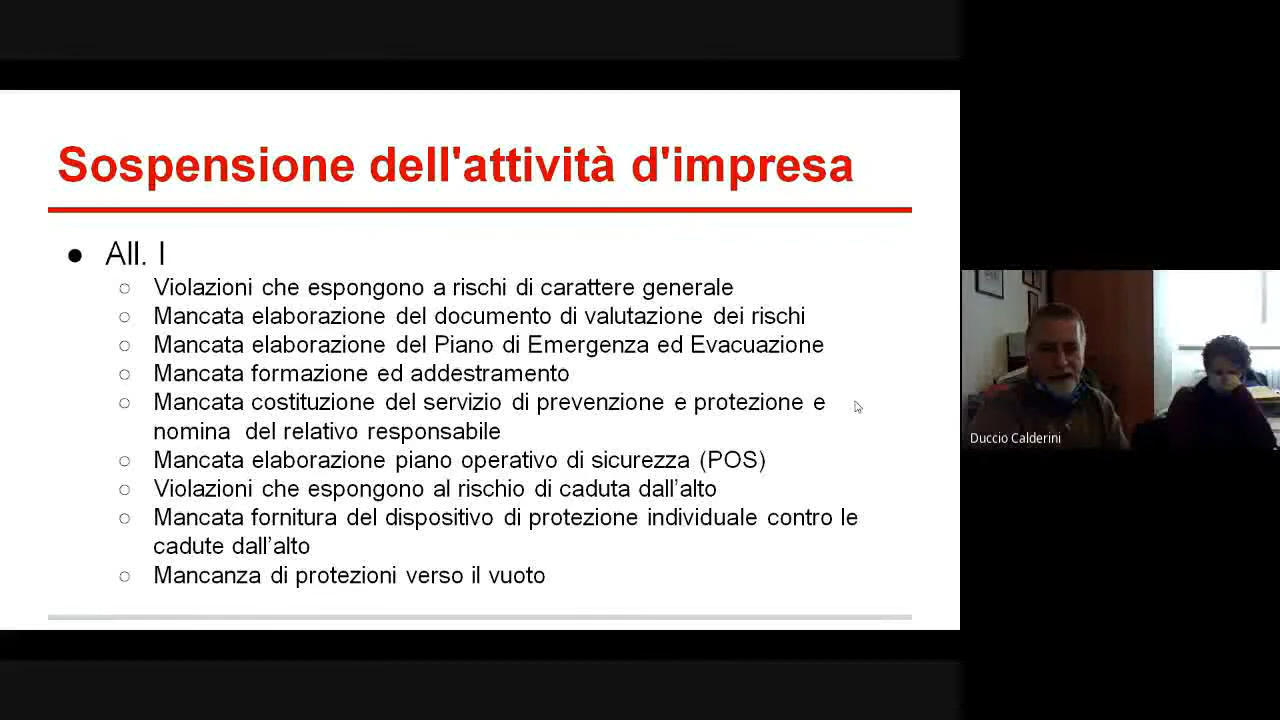 Sospensione dell'attività d'impresa
● All. I
○ Violazioni che espongono a rischi di carattere generale
○ Mancata elaborazione del documento di valutazione dei rischi
○ Mancata elaborazione del Piano di Emergenza ed Evacuazione
○ Mancata formazione ed addestramento
○ Mancata costituzione del servizio di prevenzione e protezione e
nomina del relativo responsabile
○ Mancata elaborazione piano operativo di sicurezza (POS)
○ Violazioni che espongono al rischio di caduta dall’alto
○ Mancata fornitura del dispositivo di protezione individuale contro le
cadute dall’alto
○ Mancanza di protezioni verso il vuoto
Duccio Calderini